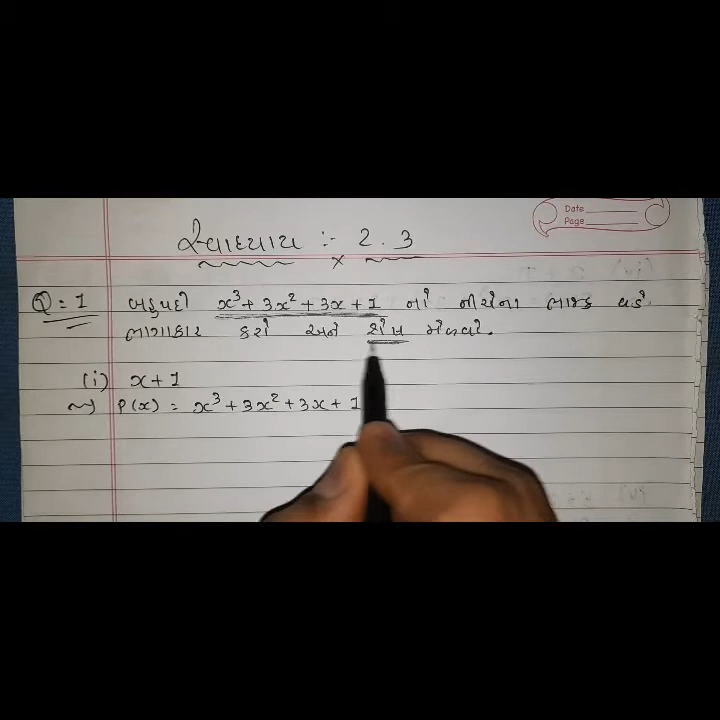 Date
Page
સ્વાધ્યાય :- 2.3
Q = 1 બહુપદી x³ + 3x² + 3x + 1 નો નીચેના ભાજક વડે
ભાગાકાર કરો અને શેષ મેળવો.
(i) x + 1
⇝ P(x) = x³ + 3x² + 3x + 1